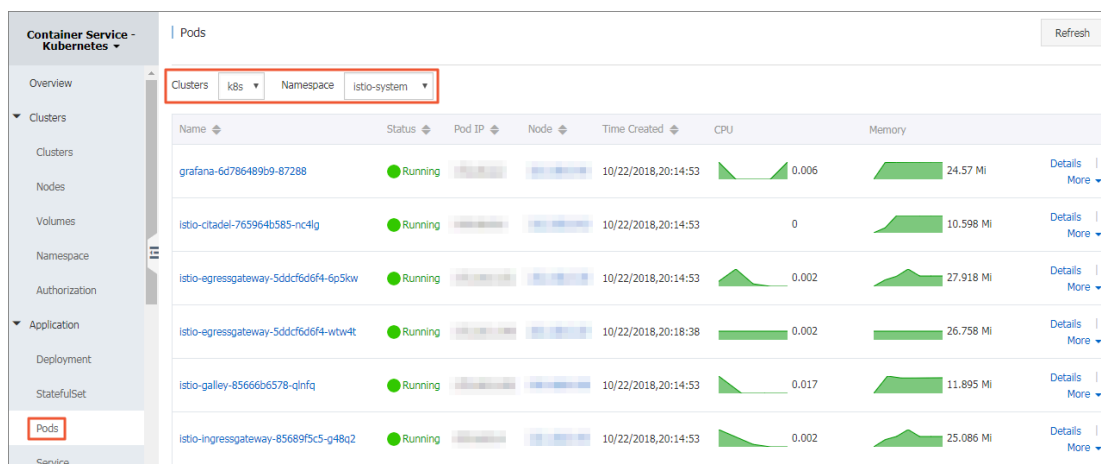 Container Service -
Kubernetes
Pods
Refresh
Overview
Clusters
Clusters
Nodes
Volumes
Namespace
Authorization
Application
Deployment
StatefulSet
Pods
Service
Clusters k8s Namespace istio-system
Name Status Pod IP Node Time Created CPU Memory
grafana-6d786489b9-87288 Running 10/22/2018,20:14:53 0.006 24.57 Mi Details
More
istio-citadel-765964b585-nc4lg Running 10/22/2018,20:14:53 0 10.598 Mi Details
More
istio-egressgateway-5ddcf6d6f4-6p5kw Running 10/22/2018,20:14:53 0.002 27.918 Mi Details
More
istio-egressgateway-5ddcf6d6f4-wtw4t Running 10/22/2018,20:18:38 0.002 26.758 Mi Details
More
istio-galley-85666b6578-qlnfq Running 10/22/2018,20:14:53 0.017 11.895 Mi Details
More
istio-ingressgateway-85689f5c5-g48q2 Running 10/22/2018,20:14:53 0.002 25.086 Mi Details
More